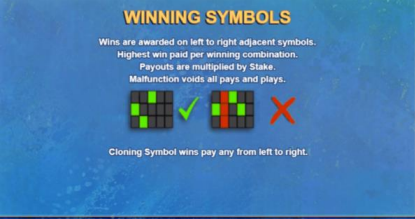 WINNING SYMBOLS
Wins are awarded on left to right adjacent symbols.
Highest win paid per winning combination.
Payouts are multiplied by Stake.
Malfunction voids all pays and plays.
Cloning Symbol wins pay any from left to right.